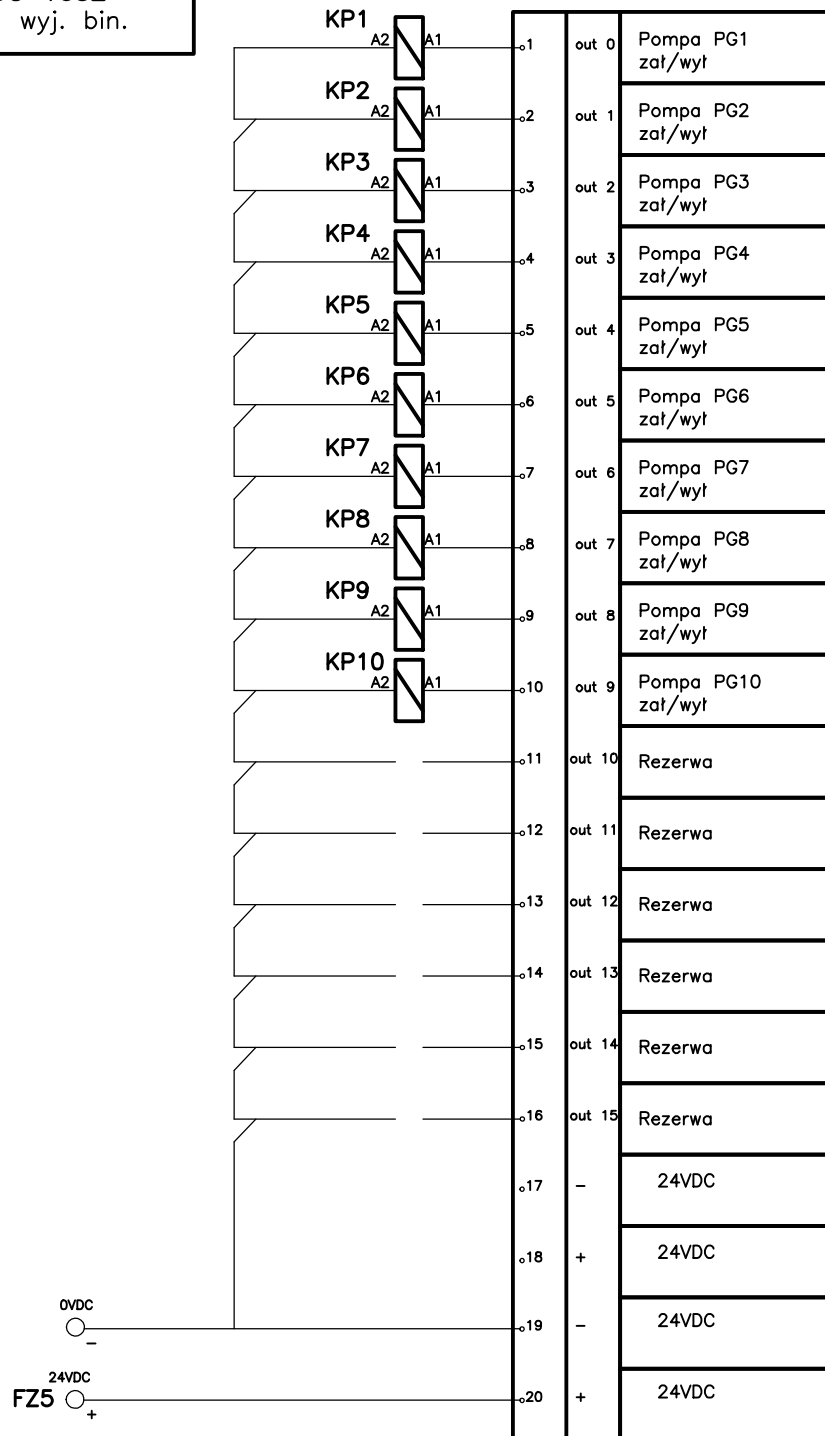 wyj. bin.
KP1
A2 A1 1 out 0 Pompa PG1
zał/wył
KP2
A2 A1 2 out 1 Pompa PG2
zał/wył
KP3
A2 A1 3 out 2 Pompa PG3
zał/wył
KP4
A2 A1 4 out 3 Pompa PG4
zał/wył
KP5
A2 A1 5 out 4 Pompa PG5
zał/wył
KP6
A2 A1 6 out 5 Pompa PG6
zał/wył
KP7
A2 A1 7 out 6 Pompa PG7
zał/wył
KP8
A2 A1 8 out 7 Pompa PG8
zał/wył
KP9
A2 A1 9 out 8 Pompa PG9
zał/wył
KP10
A2 A1 10 out 9 Pompa PG10
zał/wył
11 out 10 Rezerwa
12 out 11 Rezerwa
13 out 12 Rezerwa
14 out 13 Rezerwa
15 out 14 Rezerwa
16 out 15 Rezerwa
17 − 24VDC
18 + 24VDC
0VDC
− 19 − 24VDC
24VDC
FZ5 + 20 + 24VDC